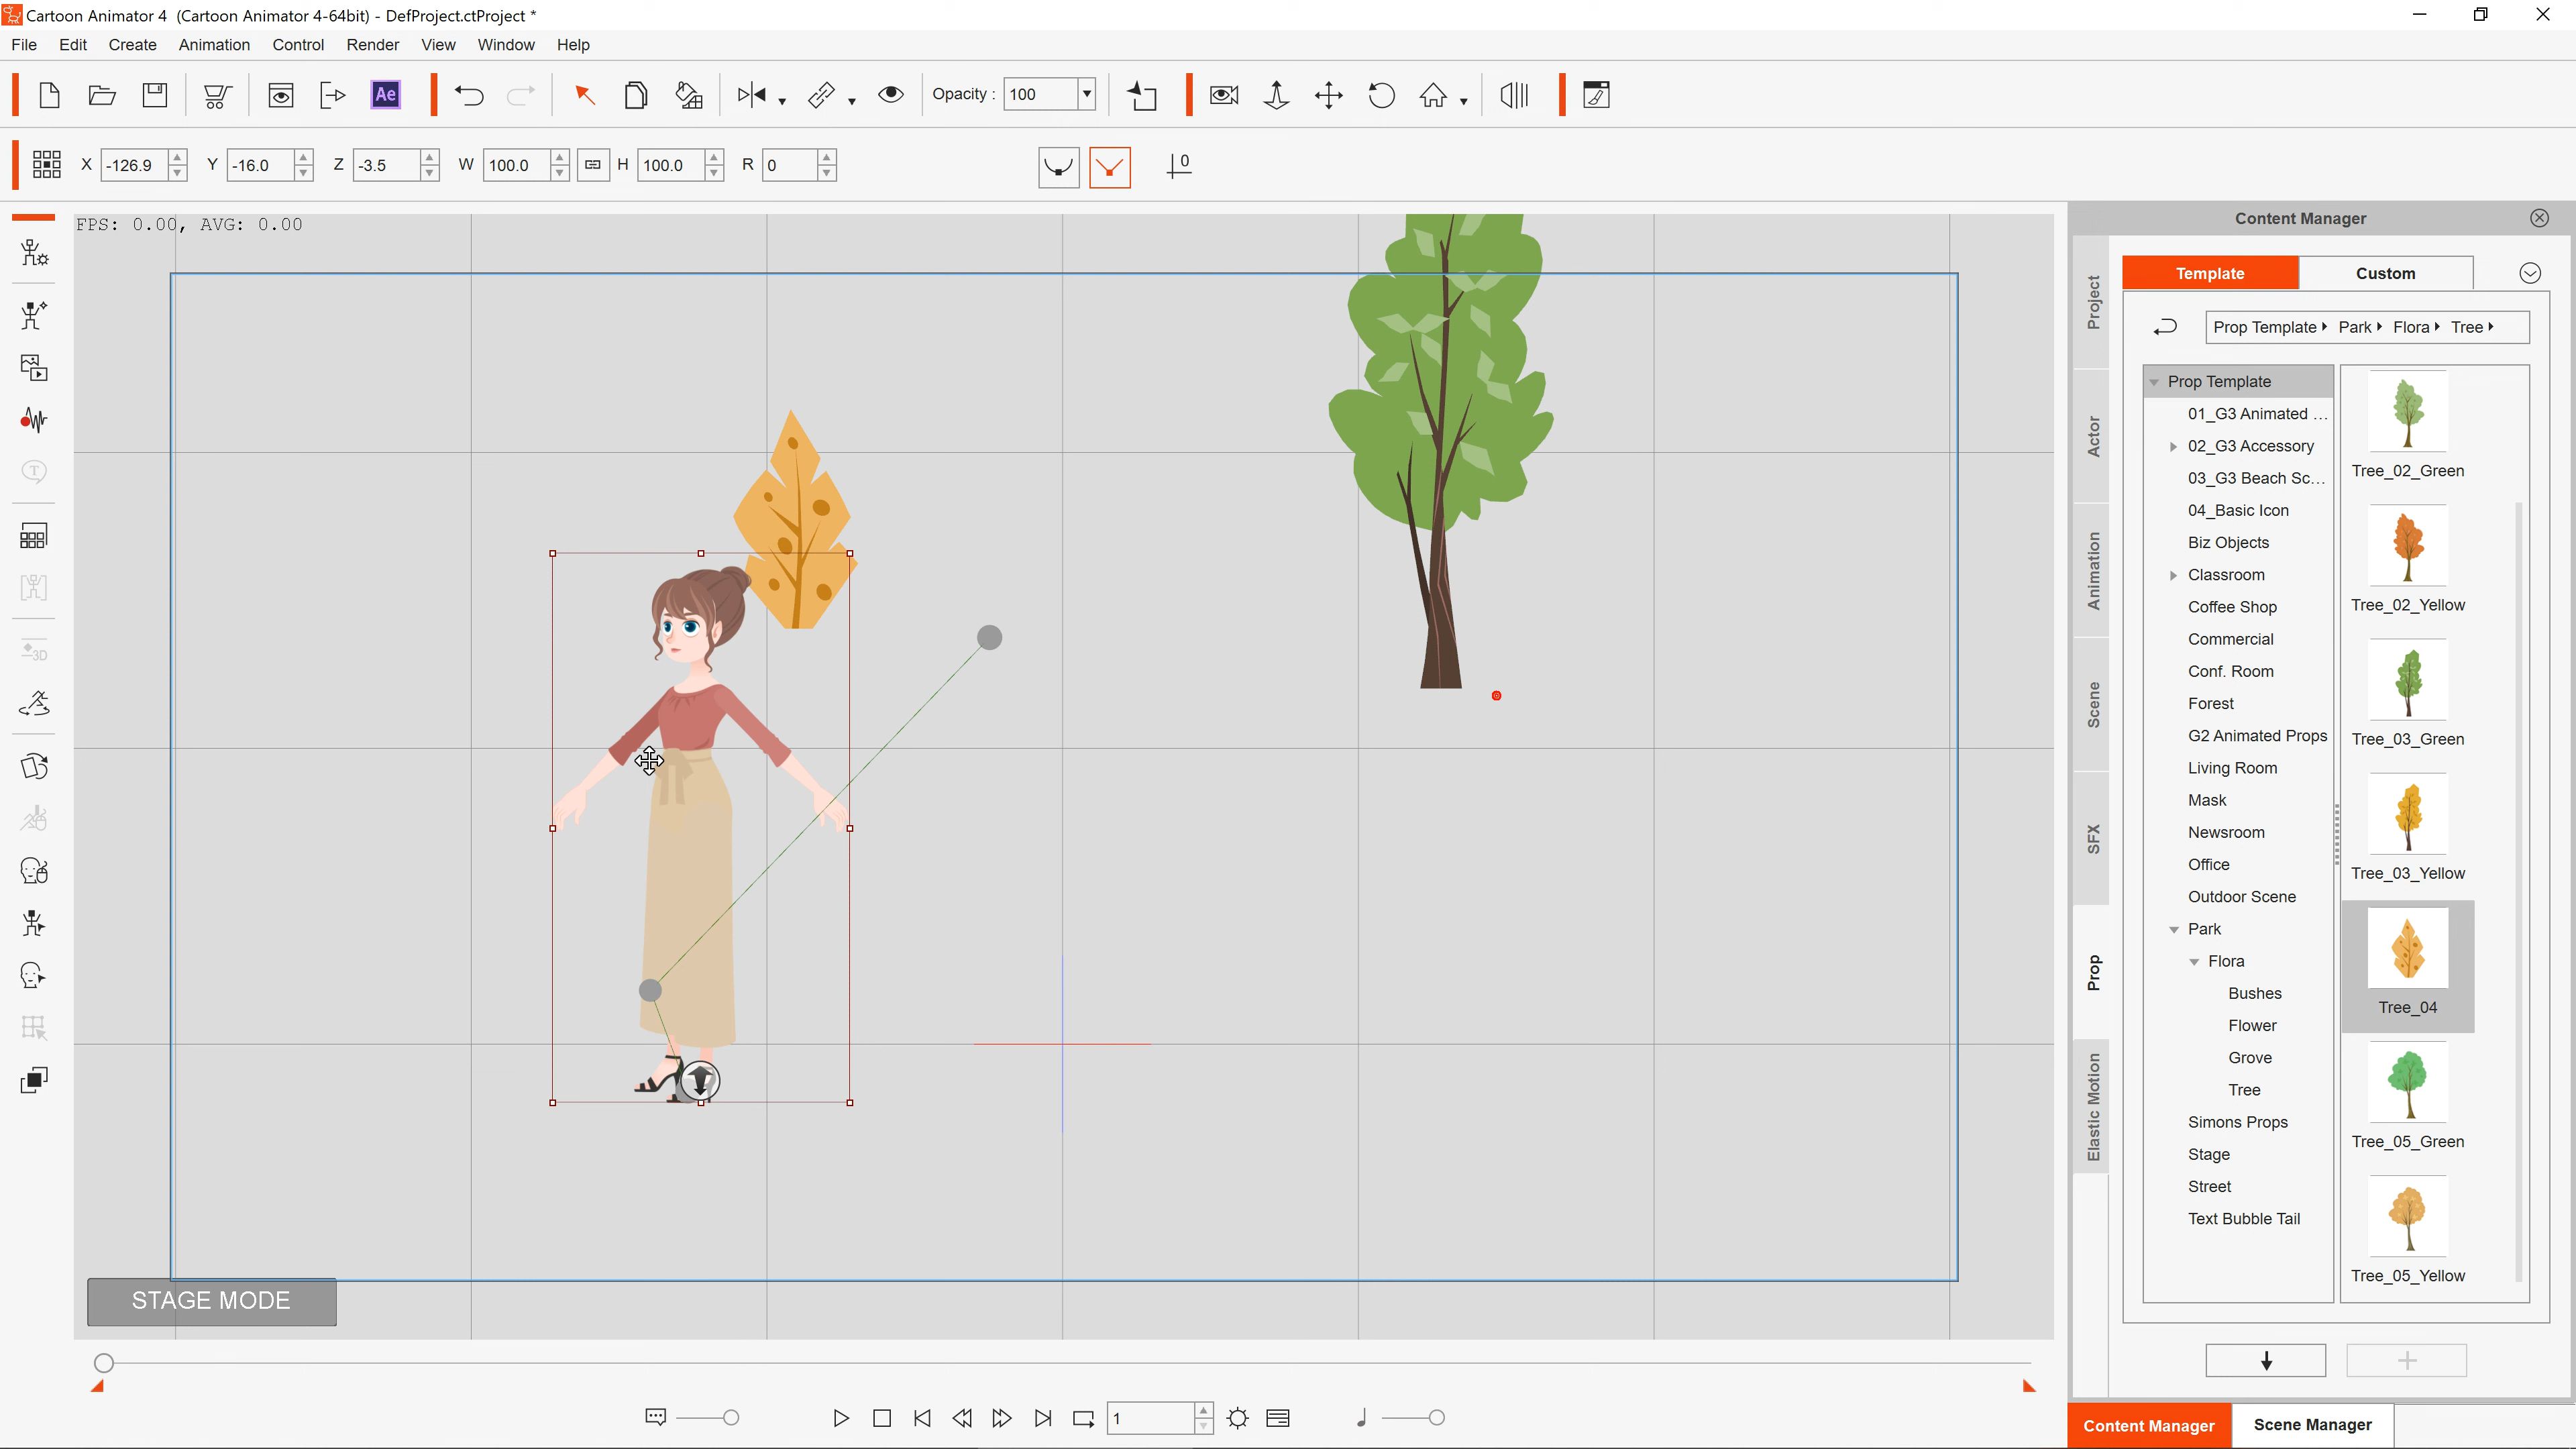 Cartoon Animator 4  (Cartoon Animator 4-64bit) - DefProject.ctProject *
File Edit Create Animation Control Render View Window Help
Ae
Opacity : 100
X -126.9 Y -16.0 Z -3.5 W 100.0 H 100.0 R 0
0
FPS: 0.00, AVG: 0.00
T
3D
STAGE MODE
1
Content Manager
Template Custom
Prop Template Park Flora Tree
Project
Actor
Animation
Scene
SFX
Prop
Elastic Motion
Prop Template
01_G3 Animated ...
02_G3 Accessory
03_G3 Beach Sc...
04_Basic Icon
Biz Objects
Classroom
Coffee Shop
Commercial
Conf. Room
Forest
G2 Animated Props
Living Room
Mask
Newsroom
Office
Outdoor Scene
Park
Flora
Bushes
Flower
Grove
Tree
Simons Props
Stage
Street
Text Bubble Tail
Tree_02_Green
Tree_02_Yellow
Tree_03_Green
Tree_03_Yellow
Tree_04
Tree_05_Green
Tree_05_Yellow
Content Manager Scene Manager